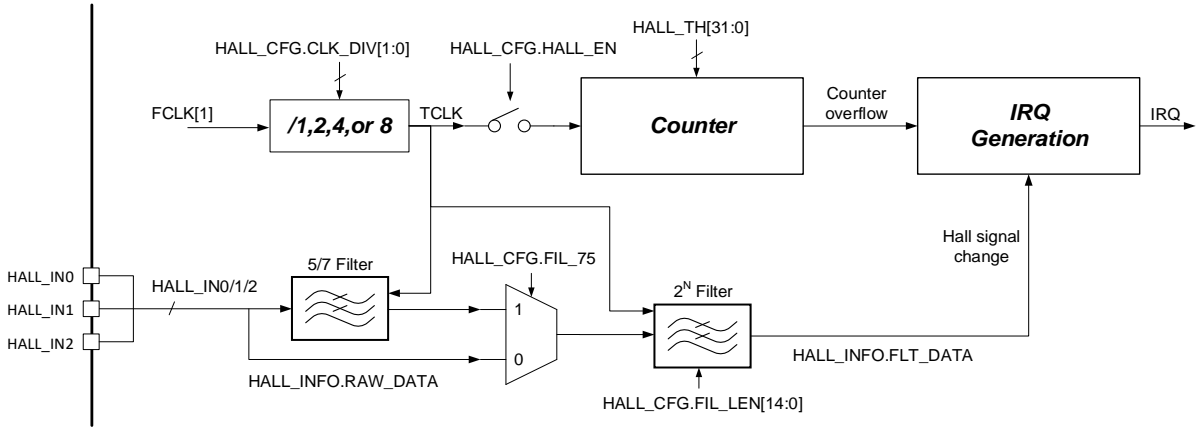 HALL_TH[31:0]
HALL_CFG.CLK_DIV[1:0]
HALL_CFG.HALL_EN
FCLK[1]
/1,2,4,or 8
TCLK
Counter
Counter
overflow
IRQ
Generation
IRQ
Hall signal
change
HALL_IN0
HALL_IN1
HALL_IN2
HALL_IN0/1/2
5/7 Filter
HALL_CFG.FIL_75
1
0
2^N Filter
HALL_INFO.RAW_DATA
HALL_INFO.FLT_DATA
HALL_CFG.FIL_LEN[14:0]